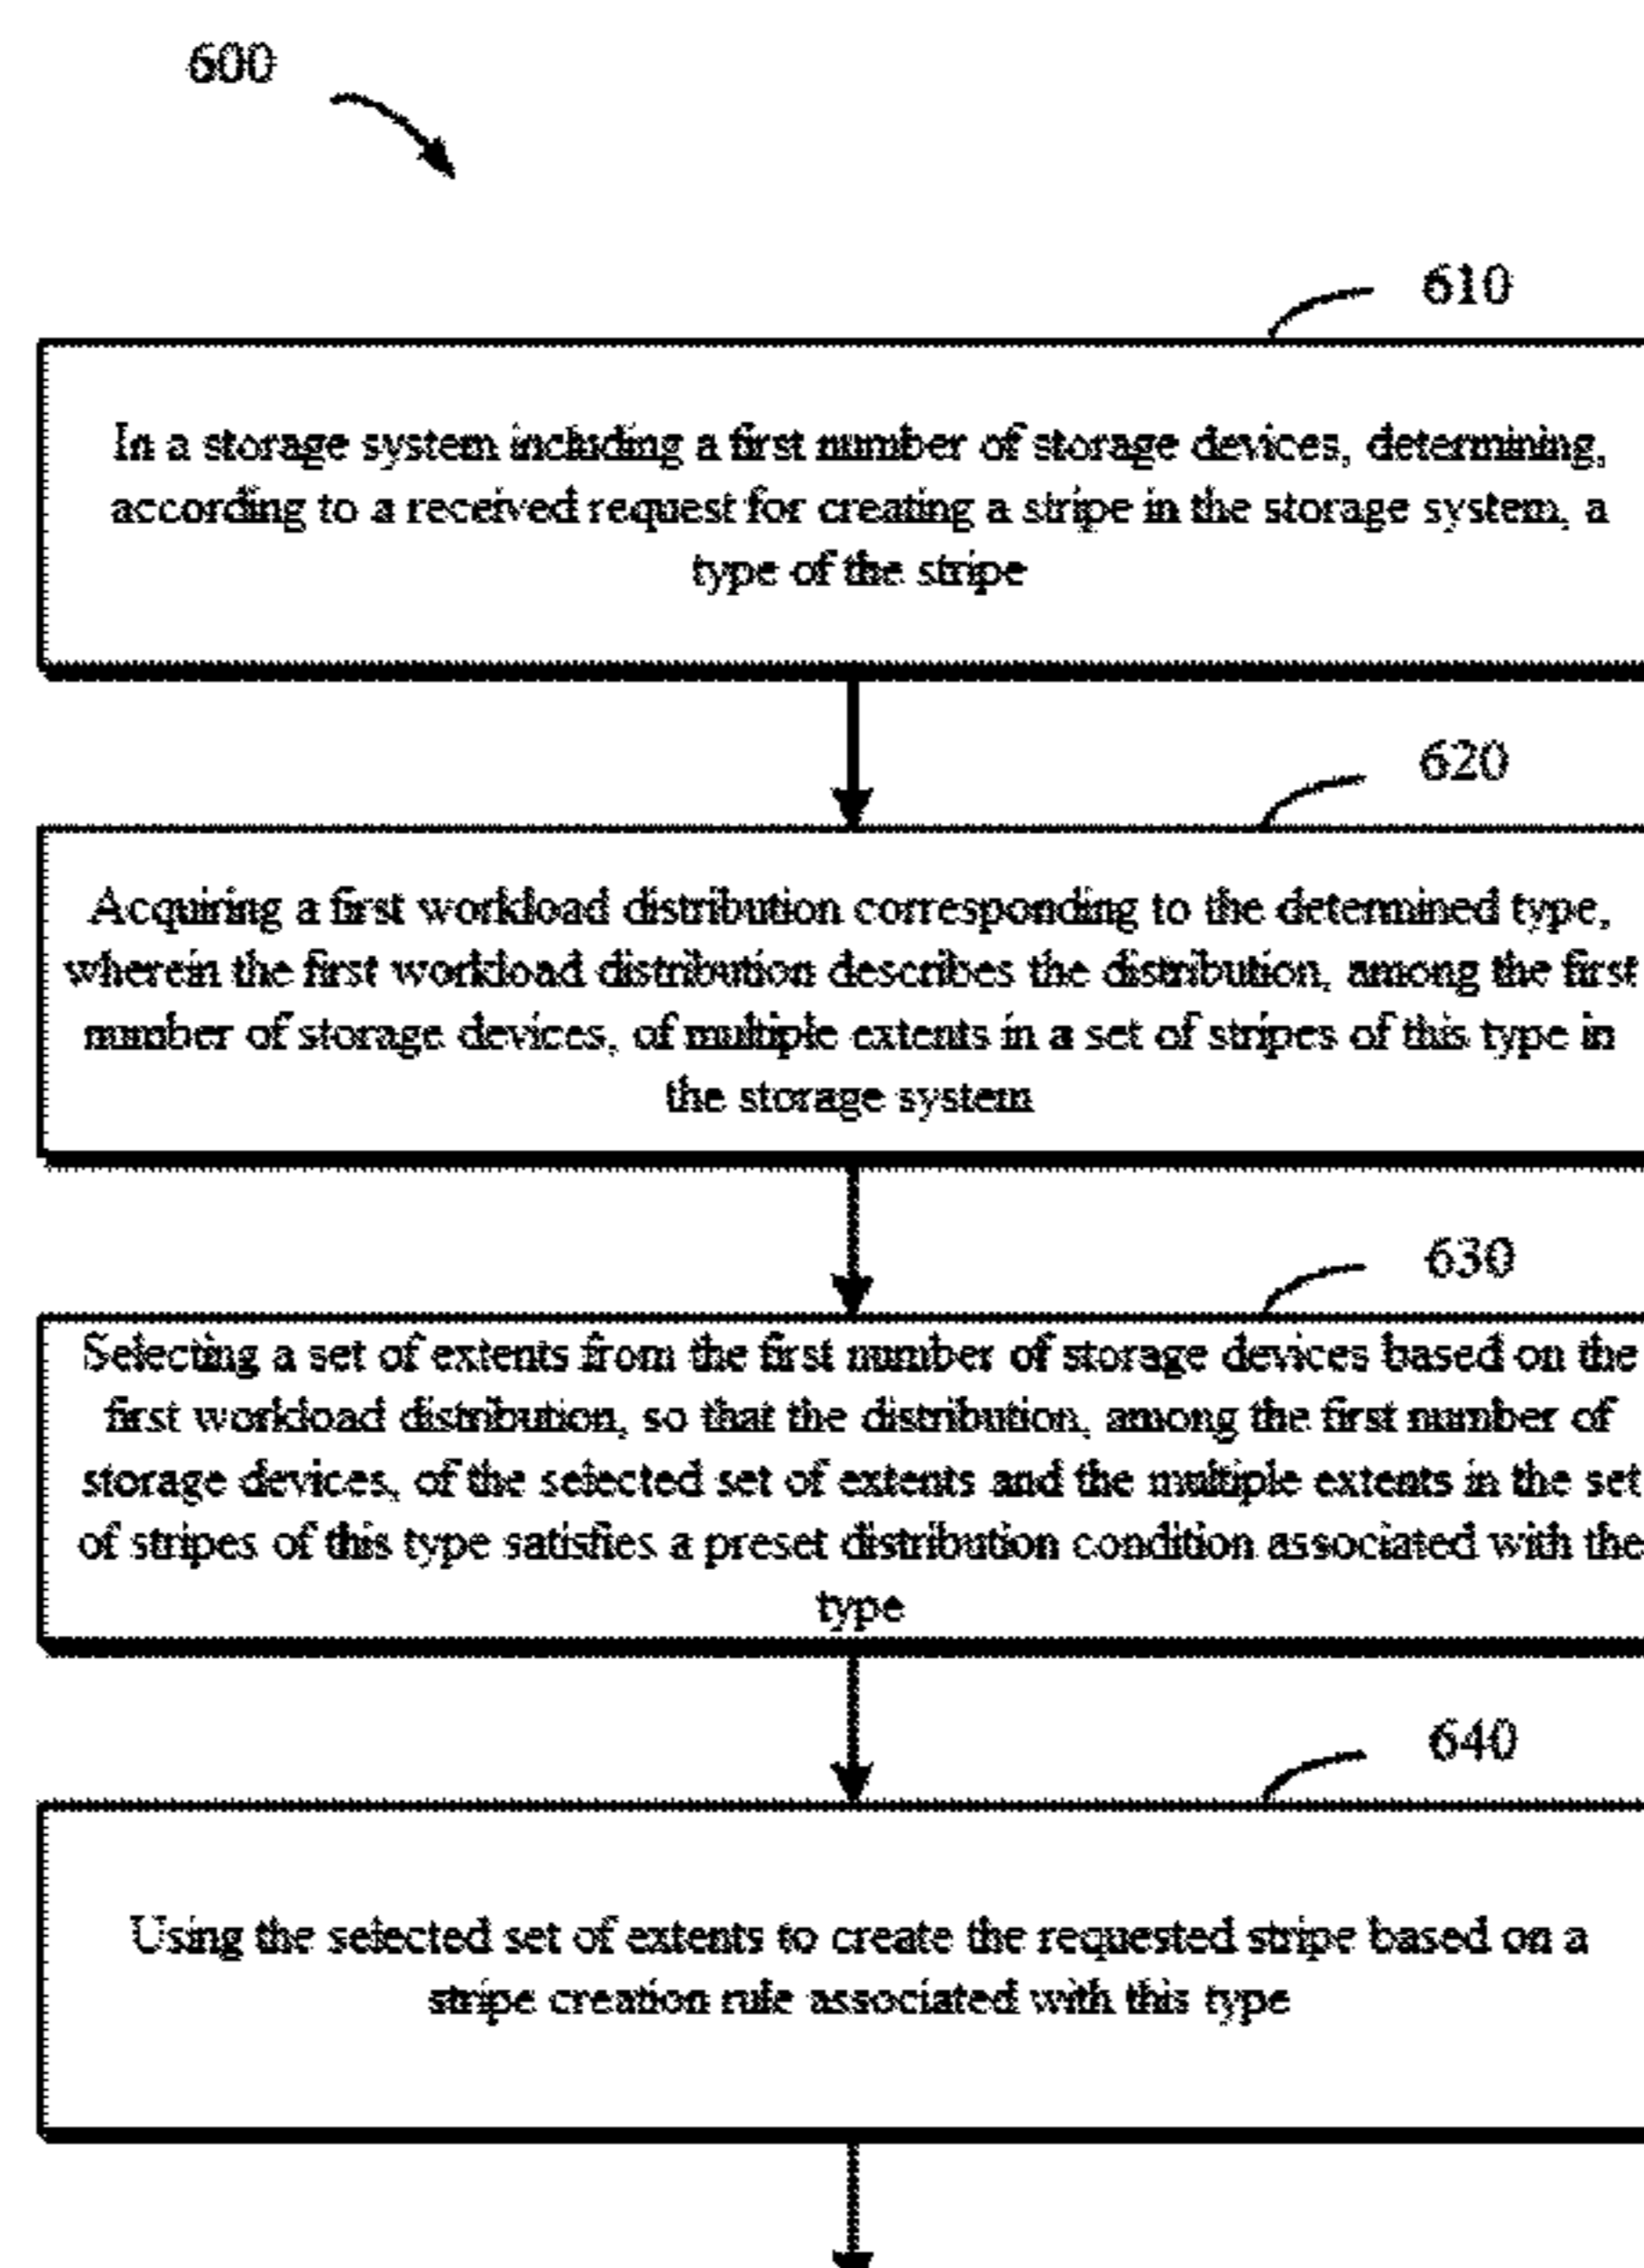 600
610
In a storage system including a first number of storage devices, determining,
according to a received request for creating a stripe in the storage system, a
type of the stripe
620
Acquiring a first workload distribution corresponding to the determined type,
wherein the first workload distribution describes the distribution, among the first
number of storage devices, of multiple extents in a set of stripes of this type in
the storage system
630
Selecting a set of extents from the first number of storage devices based on the
first workload distribution, so that the distribution, among the first number of
storage devices, of the selected set of extents and the multiple extents in the set
of stripes of this type satisfies a preset distribution condition associated with the
type
640
Using the selected set of extents to create the requested stripe based on a
stripe creation rule associated with this type